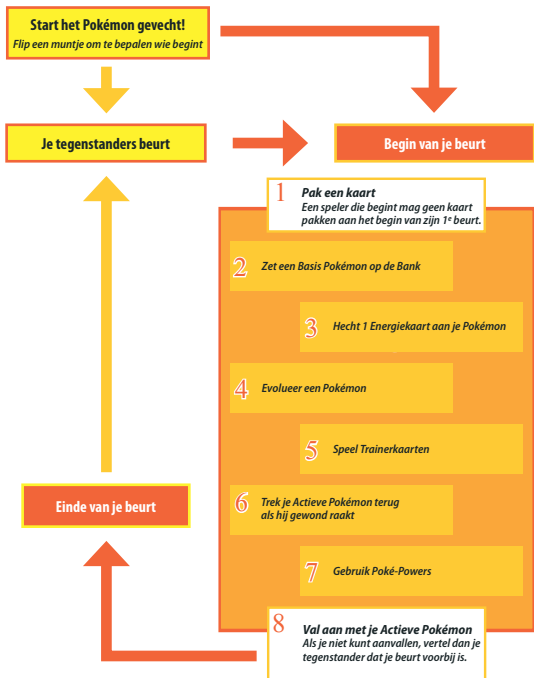 Start het Pokémon gevecht!
Flip een muntje om te bepalen wie begint
Je tegenstanders beurt
Begin van je beurt
1 Pak een kaart
Een speler die begint mag geen kaart
pakken aan het begin van zijn 1e beurt.
2 Zet een Basis Pokémon op de Bank
3 Hecht 1 Energiekaart aan je Pokémon
4 Evolueer een Pokémon
5 Speel Trainerkaarten
6 Trek je Actieve Pokémon terug
als hij gewond raakt
Einde van je beurt
7 Gebruik Poké-Powers
8 Val aan met je Actieve Pokémon
Als je niet kunt aanvallen, vertel dan je
tegenstander dat je beurt voorbij is.